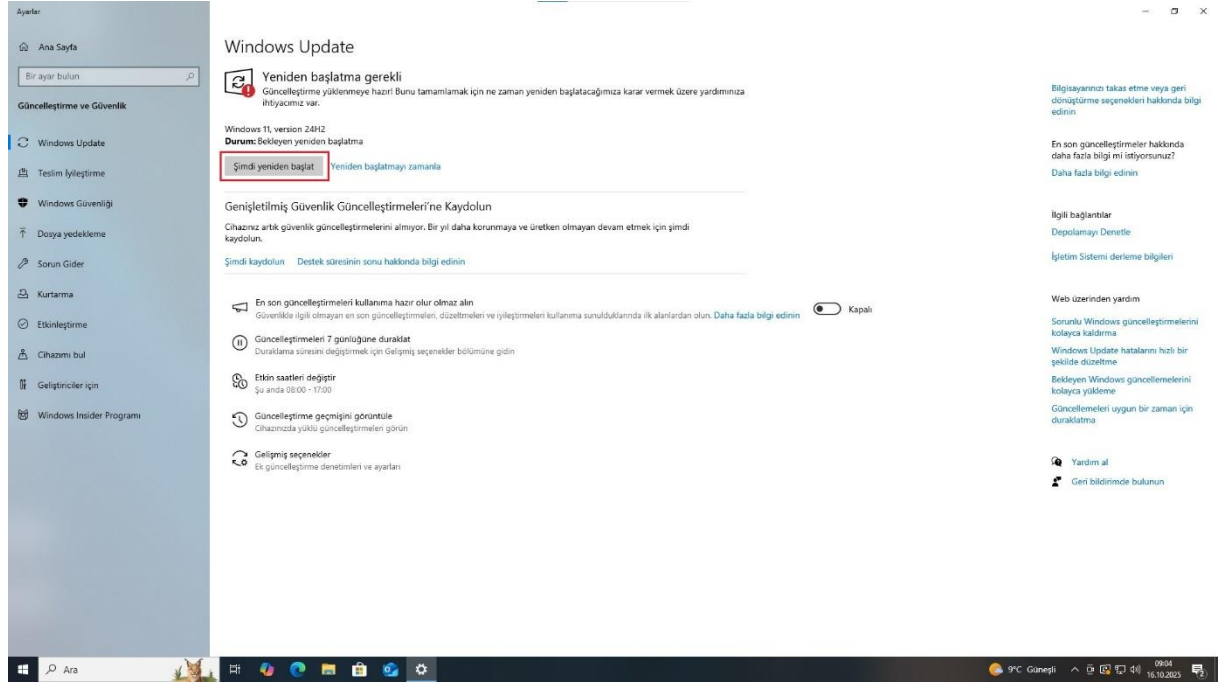 Ayarlar
Ana Sayfa
Bir ayar bulun
Güncelleştirme ve Güvenlik
Windows Update
Teslim İyileştirme
Windows Güvenliği
Dosya yedekleme
Sorun Gider
Kurtarma
Etkinleştirme
Cihazımı bul
Geliştiriciler için
Windows Insider Programı
Windows Update
Yeniden başlatma gerekli
Güncelleştirme yüklenmeye hazır! Bunu tamamlamak için ne zaman yeniden başlatacağımıza karar vermek üzere yardımınıza
ihtiyacımız var.
Windows 11, version 24H2
Durum: Bekleyen yeniden başlatma
Şimdi yeniden başlat Yeniden başlatmayı zamanla
Genişletilmiş Güvenlik Güncelleştirmeleri’ne Kaydolun
Cihazınız artık güvenlik güncelleştirmelerini almıyor. Bir yıl daha korunmaya ve üretken olmayan devam etmek için şimdi
kaydolun.
Şimdi kaydolun Destek süresinin sonu hakkında bilgi edinin
En son güncelleştirmeleri kullanıma hazır olur olmaz alın
Güvenlikle ilgili olmayan en son güncelleştirmeleri, düzeltmeleri ve iyileştirmeleri kullanıma sunulduklarında ilk alanlardan olun. Daha fazla bilgi edinin
Kapalı
Güncelleştirmeleri 7 günlüğüne duraklat
Duraklama süresini değiştirmek için Gelişmiş seçenekler bölümüne gidin
Etkin saatleri değiştir
Şu anda 08:00 - 17:00
Güncelleştirme geçmişini görüntüle
Cihazınızda yüklü güncelleştirmeleri görün
Gelişmiş seçenekler
Ek güncelleştirme denetimleri ve ayarları
Bilgisayarınızı takas etme veya geri
dönüştürme seçenekleri hakkında bilgi
edinin
En son güncelleştirmeler hakkında
daha fazla bilgi mi istiyorsunuz?
Daha fazla bilgi edinin
İlgili bağlantılar
Depolamayı Denetle
İşletim Sistemi derleme bilgileri
Web üzerinden yardım
Sorunlu Windows güncelleştirmelerini
kolayca kaldırma
Windows Update hatalarını hızlı bir
şekilde düzeltme
Bekleyen Windows güncellemelerini
kolayca yükleme
Güncellemeleri uygun bir zaman için
duraklatma
Yardım al
Geri bildirimde bulunun
Ara
9°C Güneşli
09:04
16.10.2025
2